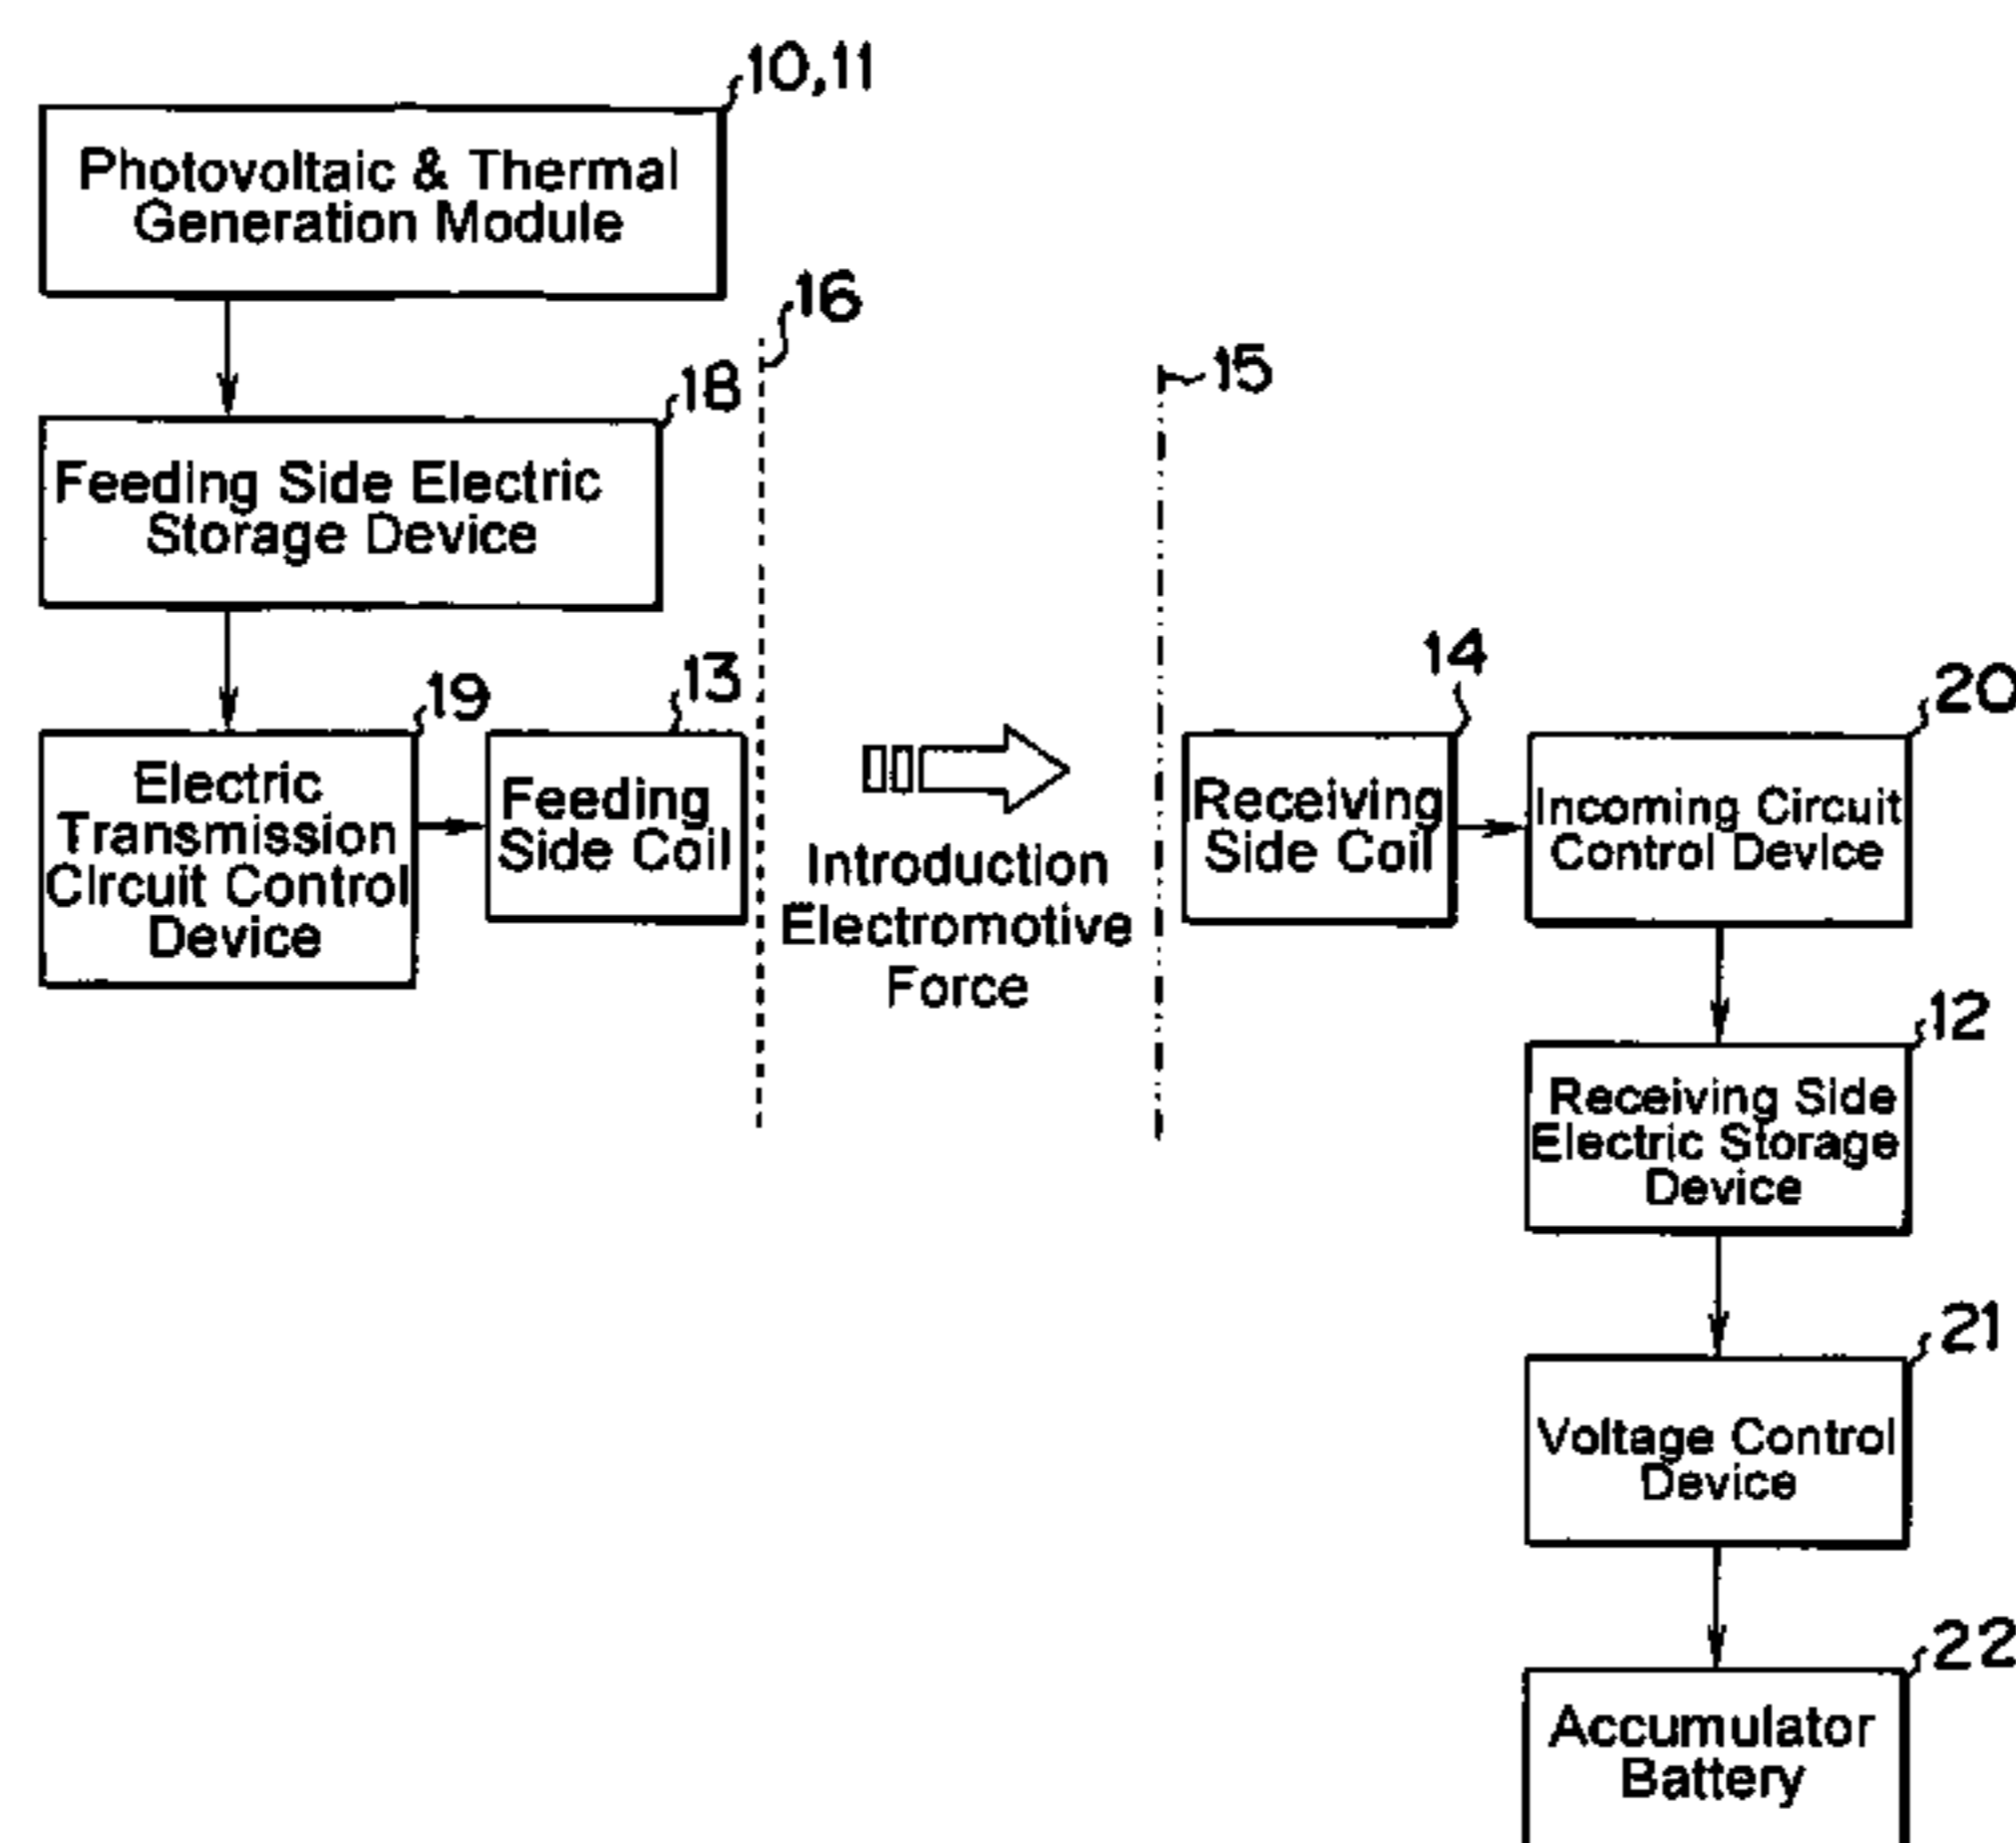 10,11
Photovoltaic & Thermal
Generation Module
16
15
18
Feeding Side Electric
Storage Device
19
13
14
20
Electric
Transmission
Circuit Control
Device
Feeding
Side Coil
Introduction
Electromotive
Force
Receiving
Side Coil
Incoming Circuit
Control Device
12
Receiving Side
Electric Storage
Device
21
Voltage Control
Device
22
Accumulator
Battery